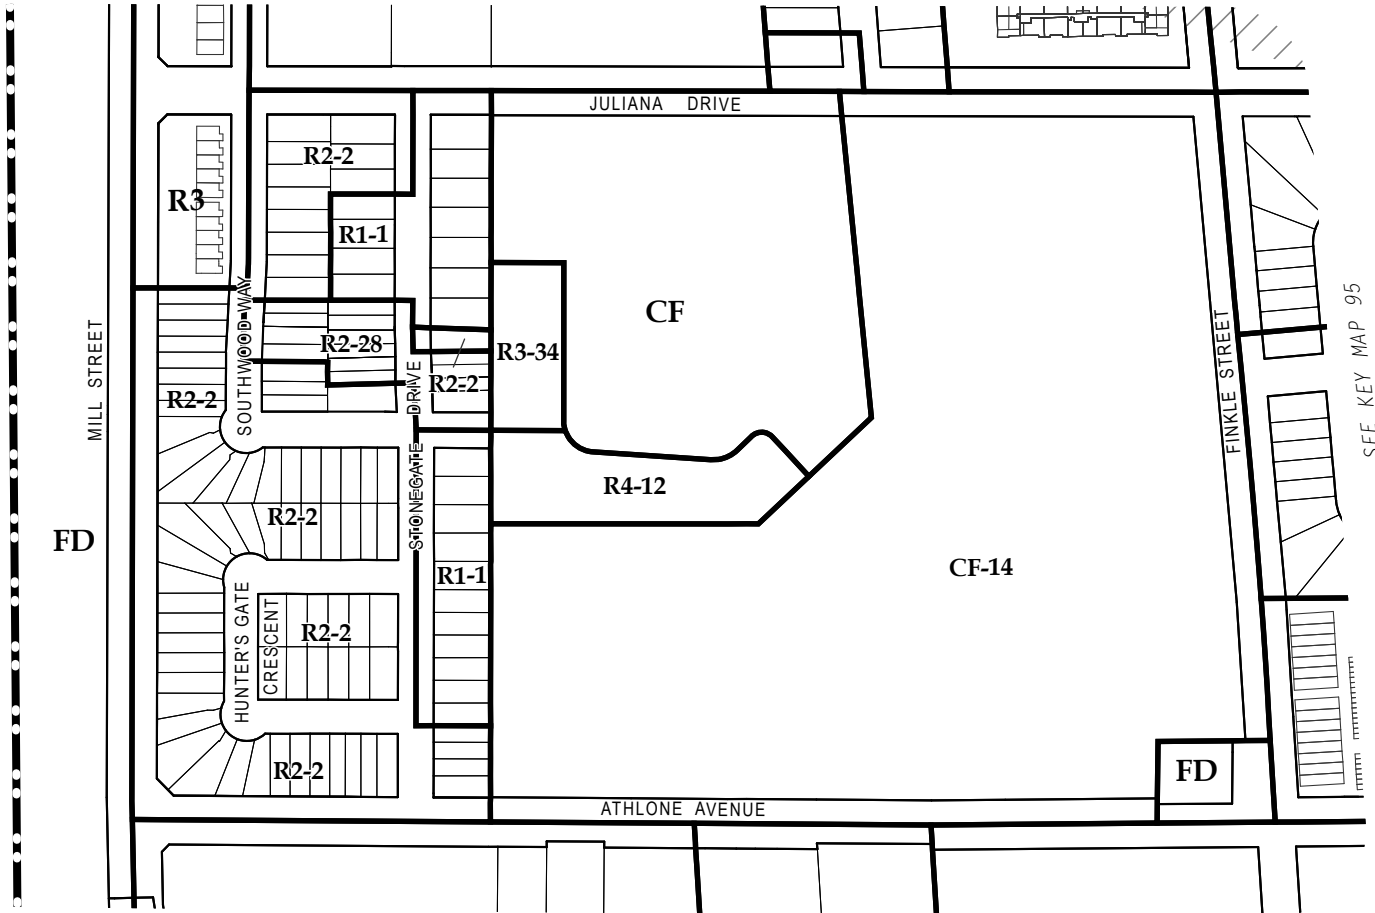 JULIANA DRIVE
R2-2
R3
R1-1
CF
SOUTHWOOD WAY
MILL STREET
R2-28
R3-34
STONEGATE DRIVE
R2-2
R2-2
FINKLE STREET
SEE KEY MAP 95
R4-12
R2-2
FD
CF-14
R1-1
HUNTER'S GATE
CRESCENT
R2-2
R2-2
FD
ATHLONE AVENUE